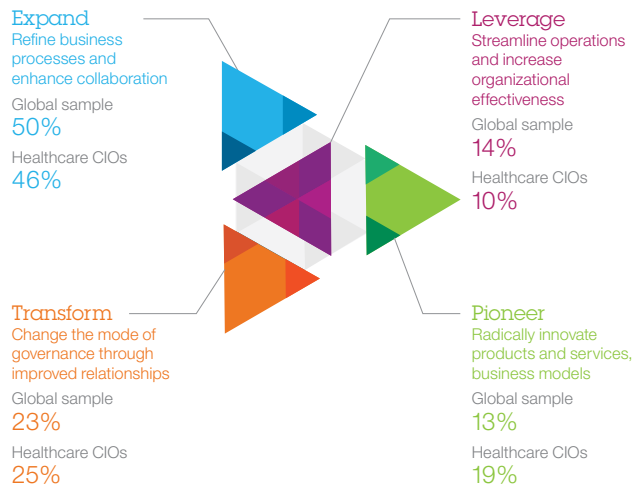 Expand
Refine business
processes and
enhance collaboration
Global sample
50%
Healthcare CIOs
46%
Leverage
Streamline operations
and increase
organizational
effectiveness
Global sample
14%
Healthcare CIOs
10%
Transform
Change the mode of
governance through
improved relationships
Global sample
23%
Healthcare CIOs
25%
Pioneer
Radically innovate
products and services,
business models
Global sample
13%
Healthcare CIOs
19%